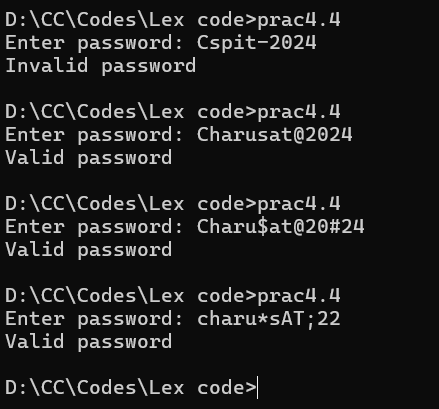 D:\CC\Codes\Lex code>prac4.4
Enter password: Cspit-2024
Invalid password
D:\CC\Codes\Lex code>prac4.4
Enter password: Charusat@2024
Valid password
D:\CC\Codes\Lex code>prac4.4
Enter password: Charu$at@20#24
Valid password
D:\CC\Codes\Lex code>prac4.4
Enter password: charu*sAT;22
Valid password
D:\CC\Codes\Lex code>